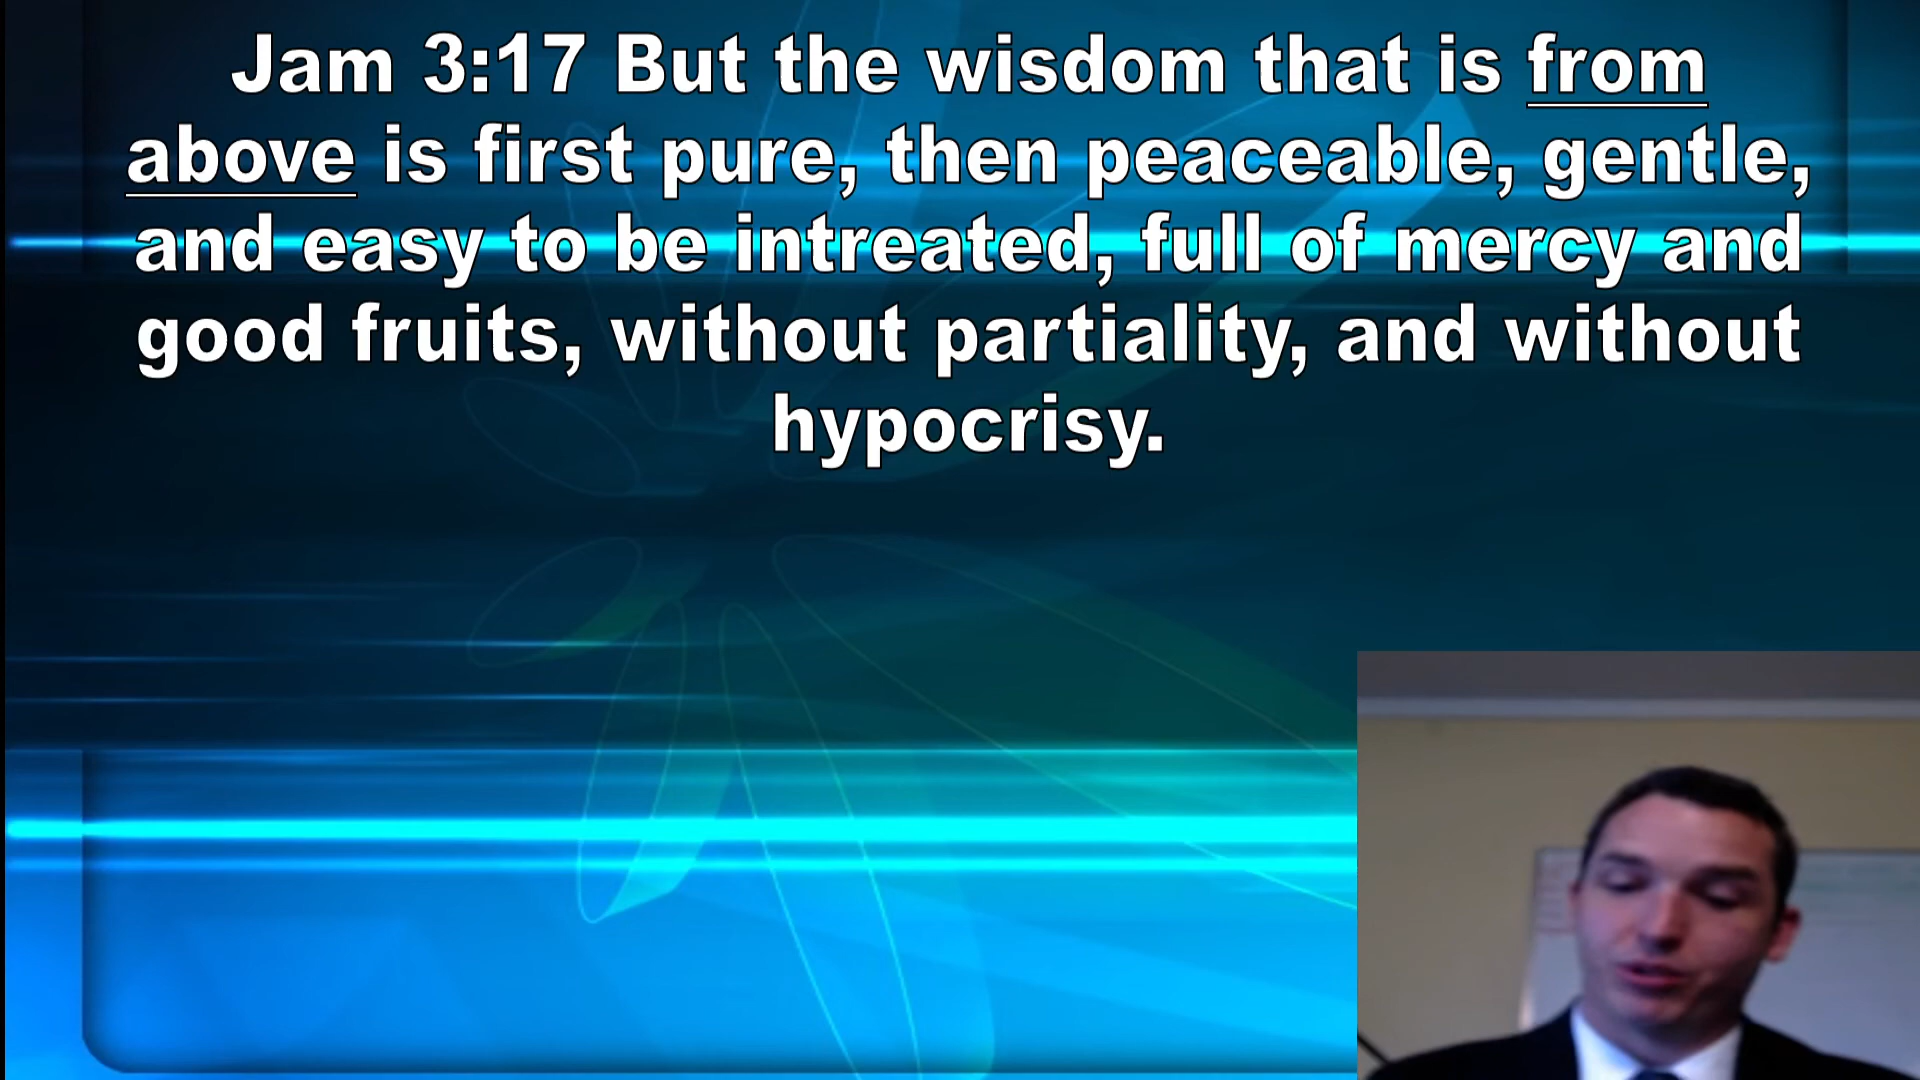 Jam 3:17 But the wisdom that is from
above is first pure, then peaceable, gentle,
and easy to be intreated, full of mercy and
good fruits, without partiality, and without
hypocrisy.